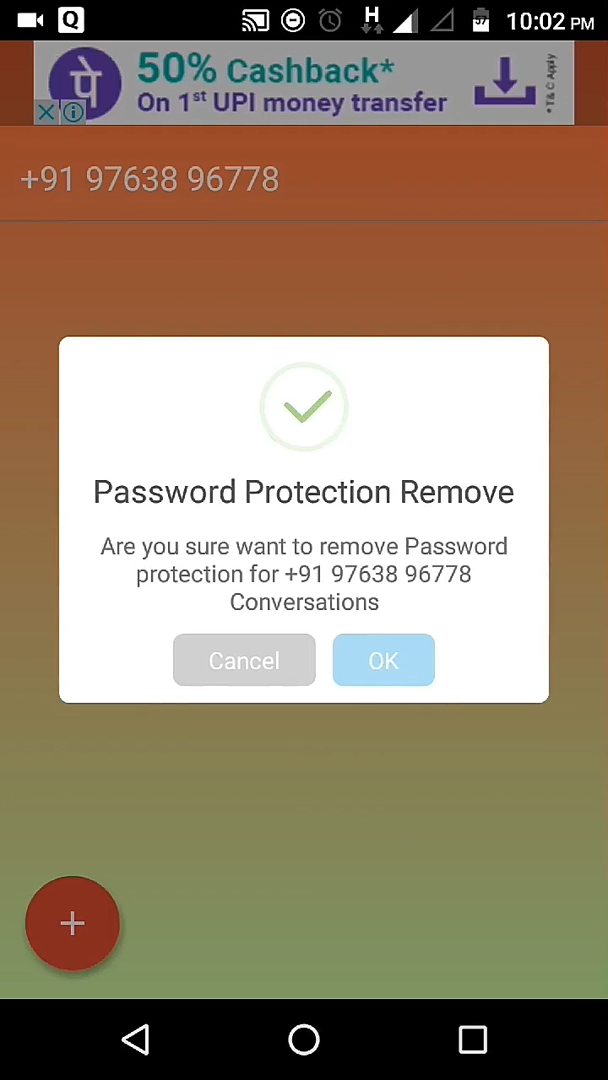 Q
H
37
10:02 PM
पे
50% Cashback*
On 1st UPI money transfer
* T & C Apply
+91 97638 96778
Password Protection Remove
Are you sure want to remove Password
protection for +91 97638 96778
Conversations
Cancel
OK